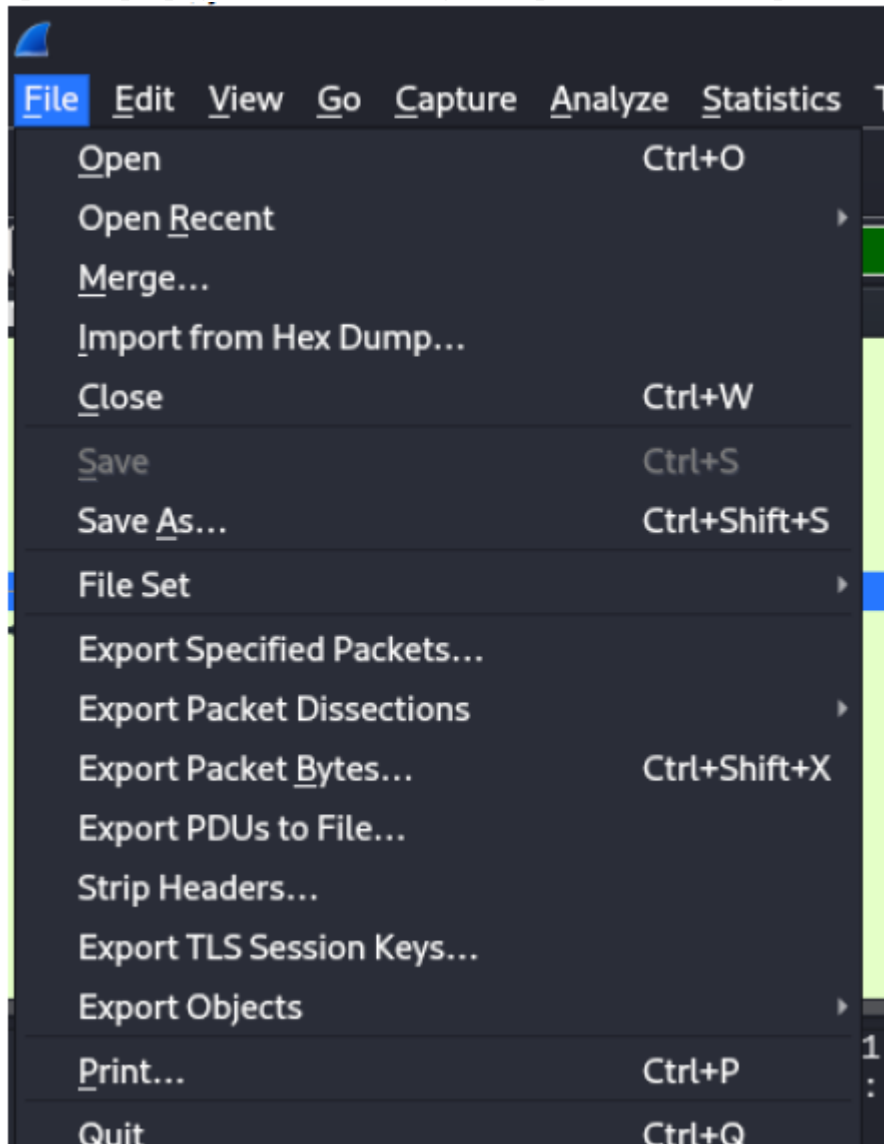 File Edit View Go Capture Analyze Statistics
Open Ctrl+O
Open Recent
Merge...
Import from Hex Dump...
Close Ctrl+W
Save Ctrl+S
Save As... Ctrl+Shift+S
File Set
Export Specified Packets...
Export Packet Dissections
Export Packet Bytes... Ctrl+Shift+X
Export PDUs to File...
Strip Headers...
Export TLS Session Keys...
Export Objects
1
Print... Ctrl+P
:
Quit Ctrl+Q